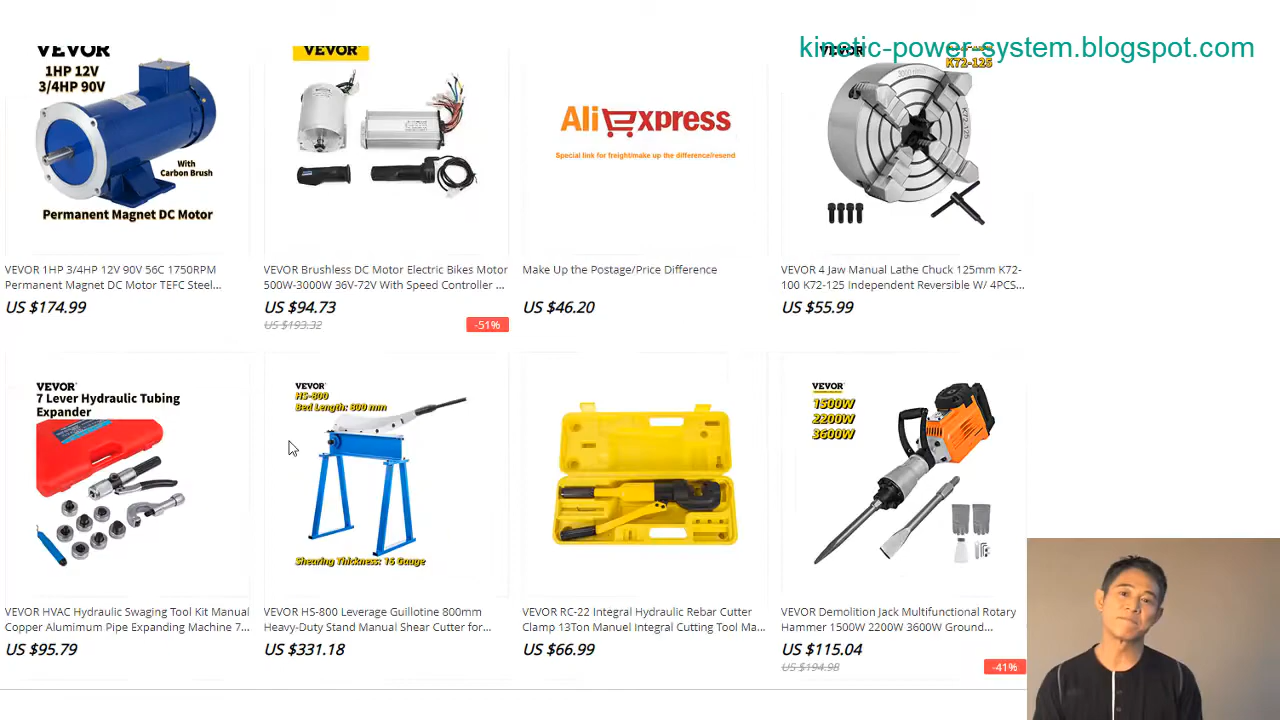 kinetic-power-system.blogspot.com
VEVOR
1HP 12V
3/4HP 90V
With
Carbon Brush
Permanent Magnet DC Motor
VEVOR 1HP 3/4HP 12V 90V 56C 1750RPM
Permanent Magnet DC Motor TEFC Steel...
US $174.99
VEVOR
VEVOR Brushless DC Motor Electric Bikes Motor
500W-3000W 36V-72V With Speed Controller ...
US $94.73
US $193.32
-51%
AliExpress
Special link for freight/make up the difference/resend
Make Up the Postage/Price Difference
US $46.20
VEVOR
K72-125
K72-125
VEVOR 4 Jaw Manual Lathe Chuck 125mm K72-
100 K72-125 Independent Reversible W/ 4PCS...
US $55.99
VEVOR
7 Lever Hydraulic Tubing
Expander
VEVOR HVAC Hydraulic Swaging Tool Kit Manual
Copper Alumimum Pipe Expanding Machine 7...
US $95.79
VEVOR
HS-800
Bed Length: 800 mm
Shearing Thickness: 16 Gauge
VEVOR HS-800 Leverage Guillotine 800mm
Heavy-Duty Stand Manual Shear Cutter for...
US $331.18
VEVOR RC-22 Integral Hydraulic Rebar Cutter
Clamp 13Ton Manuel Integral Cutting Tool Ma...
US $66.99
VEVOR
1500W
2200W
3600W
VEVOR Demolition Jack Multifunctional Rotary
Hammer 1500W 2200W 3600W Ground...
US $115.04
US $194.98
-41%